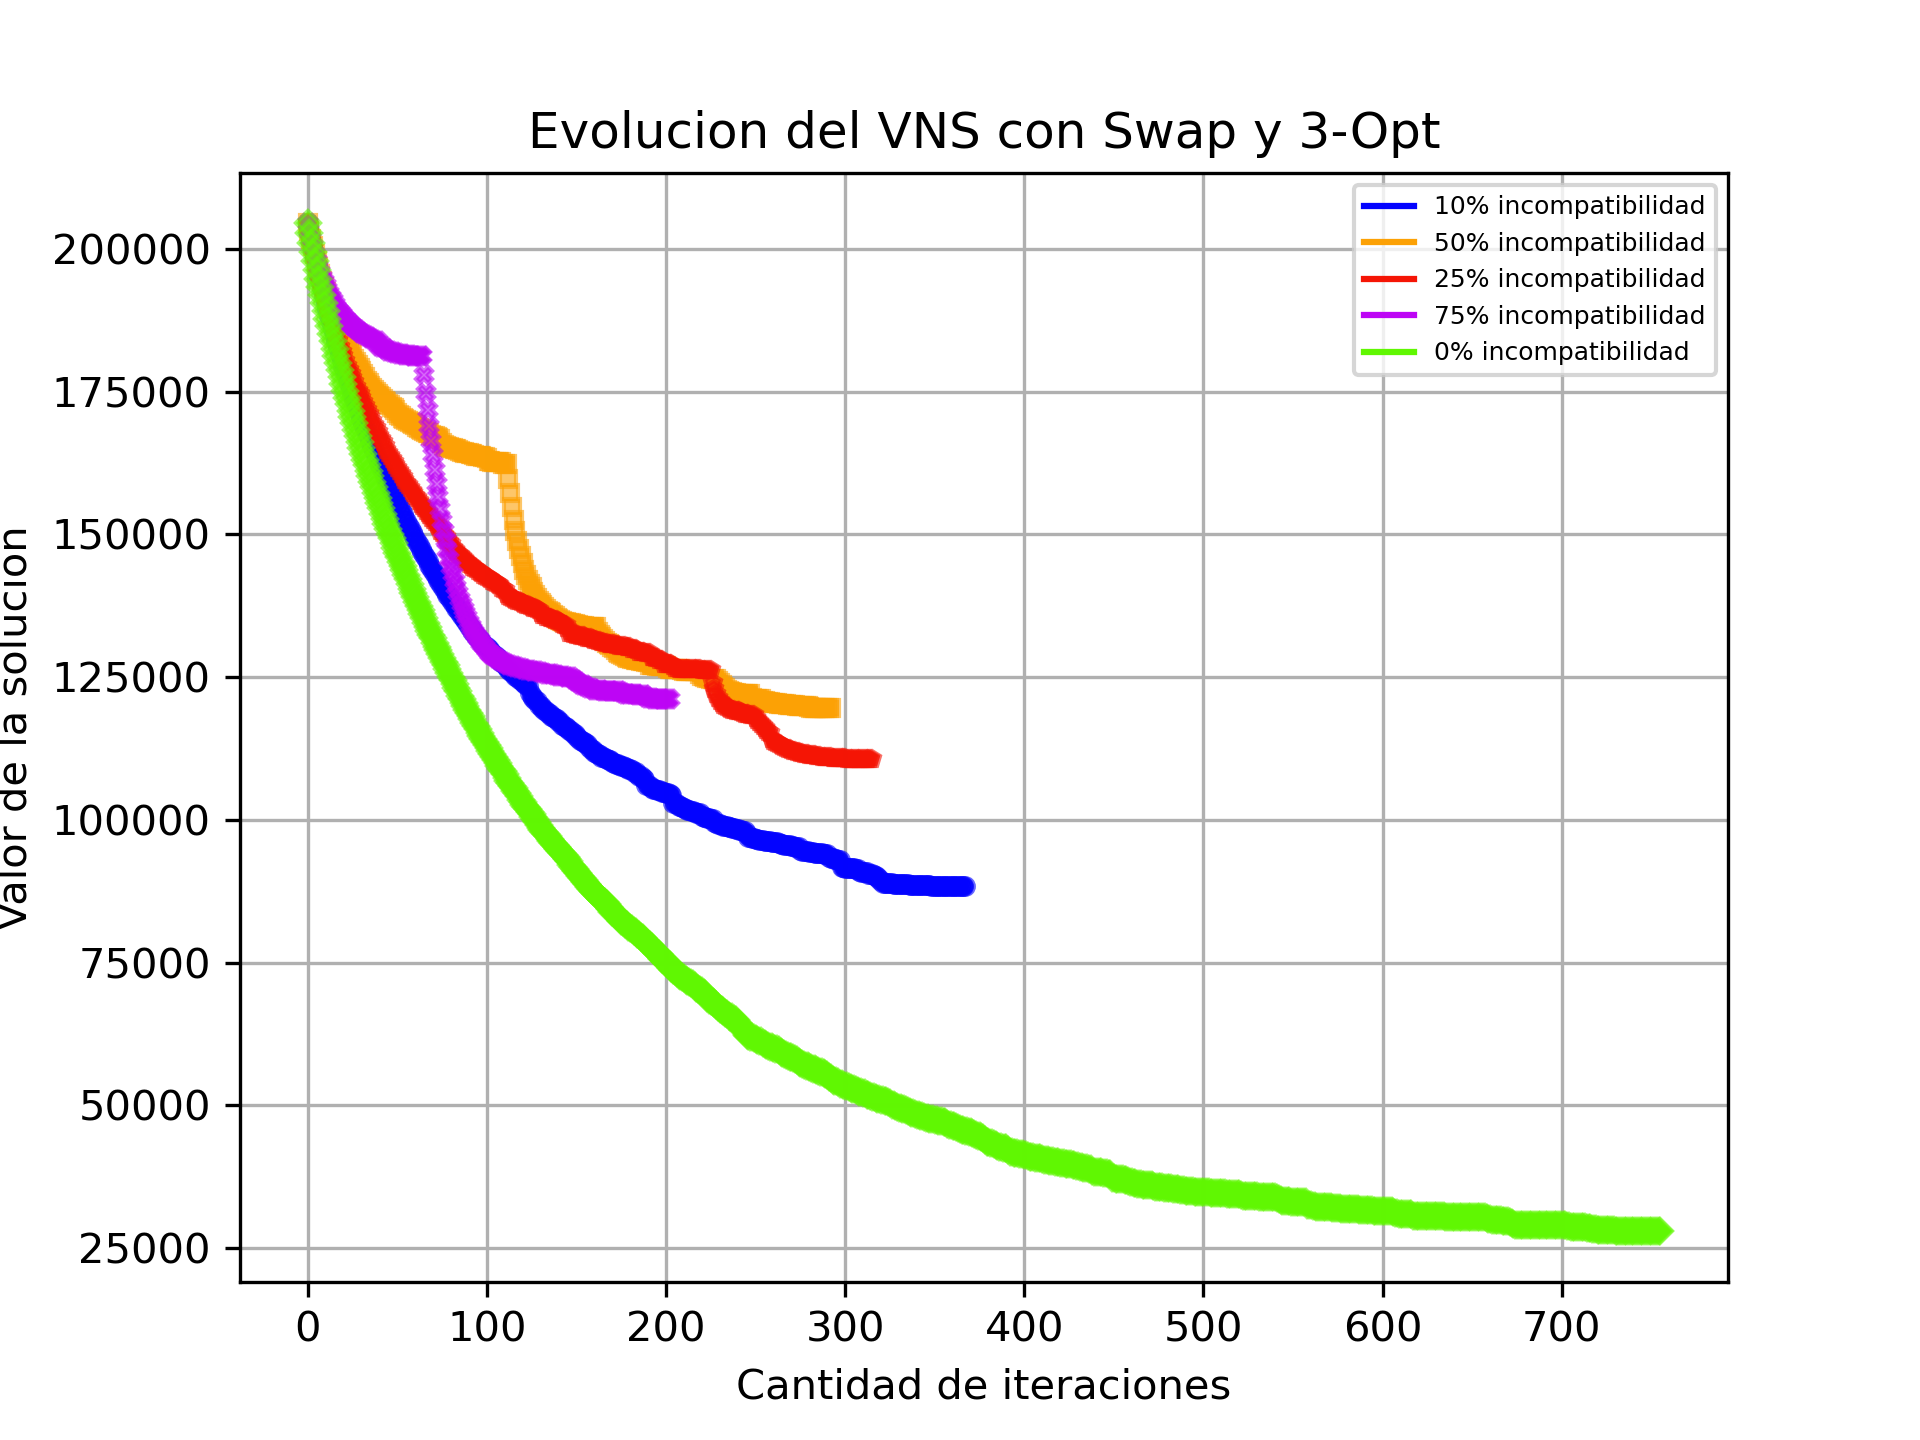 Evolucion del VNS con Swap y 3-Opt
10% incompatibilidad
50% incompatibilidad
25% incompatibilidad
75% incompatibilidad
0% incompatibilidad
Valor de la solucion
200000
175000
150000
125000
100000
75000
50000
25000
0 100 200 300 400 500 600 700
Cantidad de iteraciones